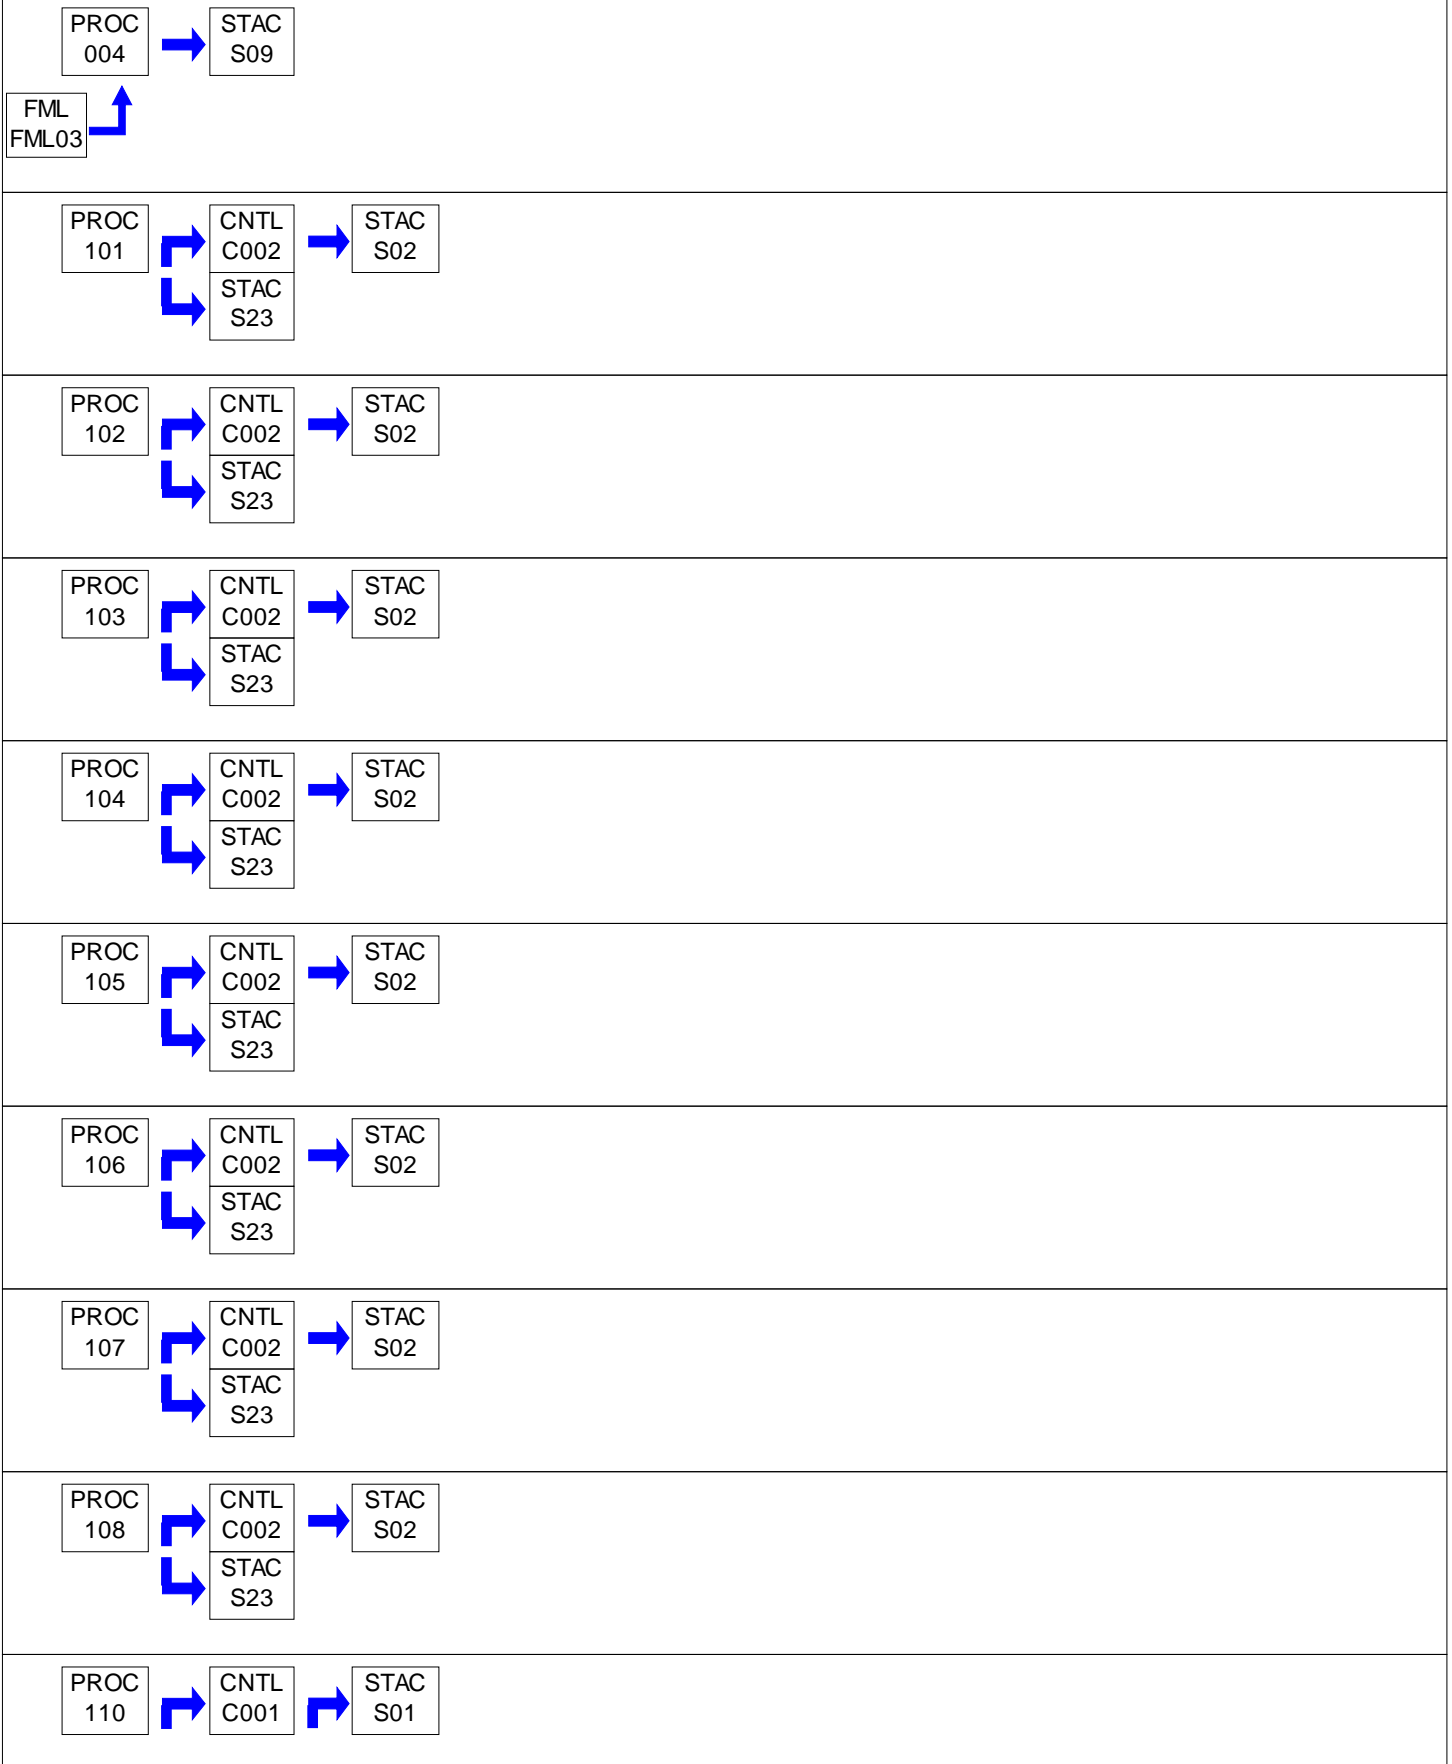 PROC
004
STAC
S09
FML
FML03
PROC
101
CNTL
C002
STAC
S02
STAC
S23
PROC
102
CNTL
C002
STAC
S02
STAC
S23
PROC
103
CNTL
C002
STAC
S02
STAC
S23
PROC
104
CNTL
C002
STAC
S02
STAC
S23
PROC
105
CNTL
C002
STAC
S02
STAC
S23
PROC
106
CNTL
C002
STAC
S02
STAC
S23
PROC
107
CNTL
C002
STAC
S02
STAC
S23
PROC
108
CNTL
C002
STAC
S02
STAC
S23
PROC
110
CNTL
C001
STAC
S01